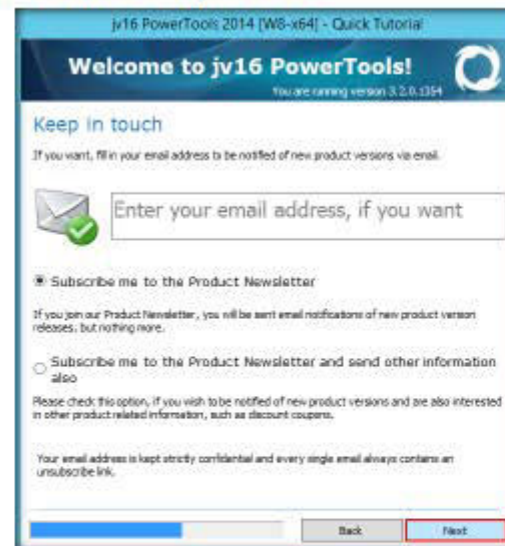 jv16 PowerTools 2014 [W8-x64] - Quick Tutorial
Welcome to jv16 PowerTools!
You are running version 3.2.0.1354
Keep in touch
If you want, fill in your email address to be notified of new product versions via email.
Enter your email address, if you want
Subscribe me to the Product Newsletter
If you join our Product Newsletter, you will be sent email notifications of new product version
releases, but nothing more.
Subscribe me to the Product Newsletter and send other information
also
Please check this option, if you wish to be notified of new product versions and are also interested
in other product related information, such as discount coupons.
Your email address is kept strictly confidential and every single email always contains an
unsubscribe link.
Back
Next